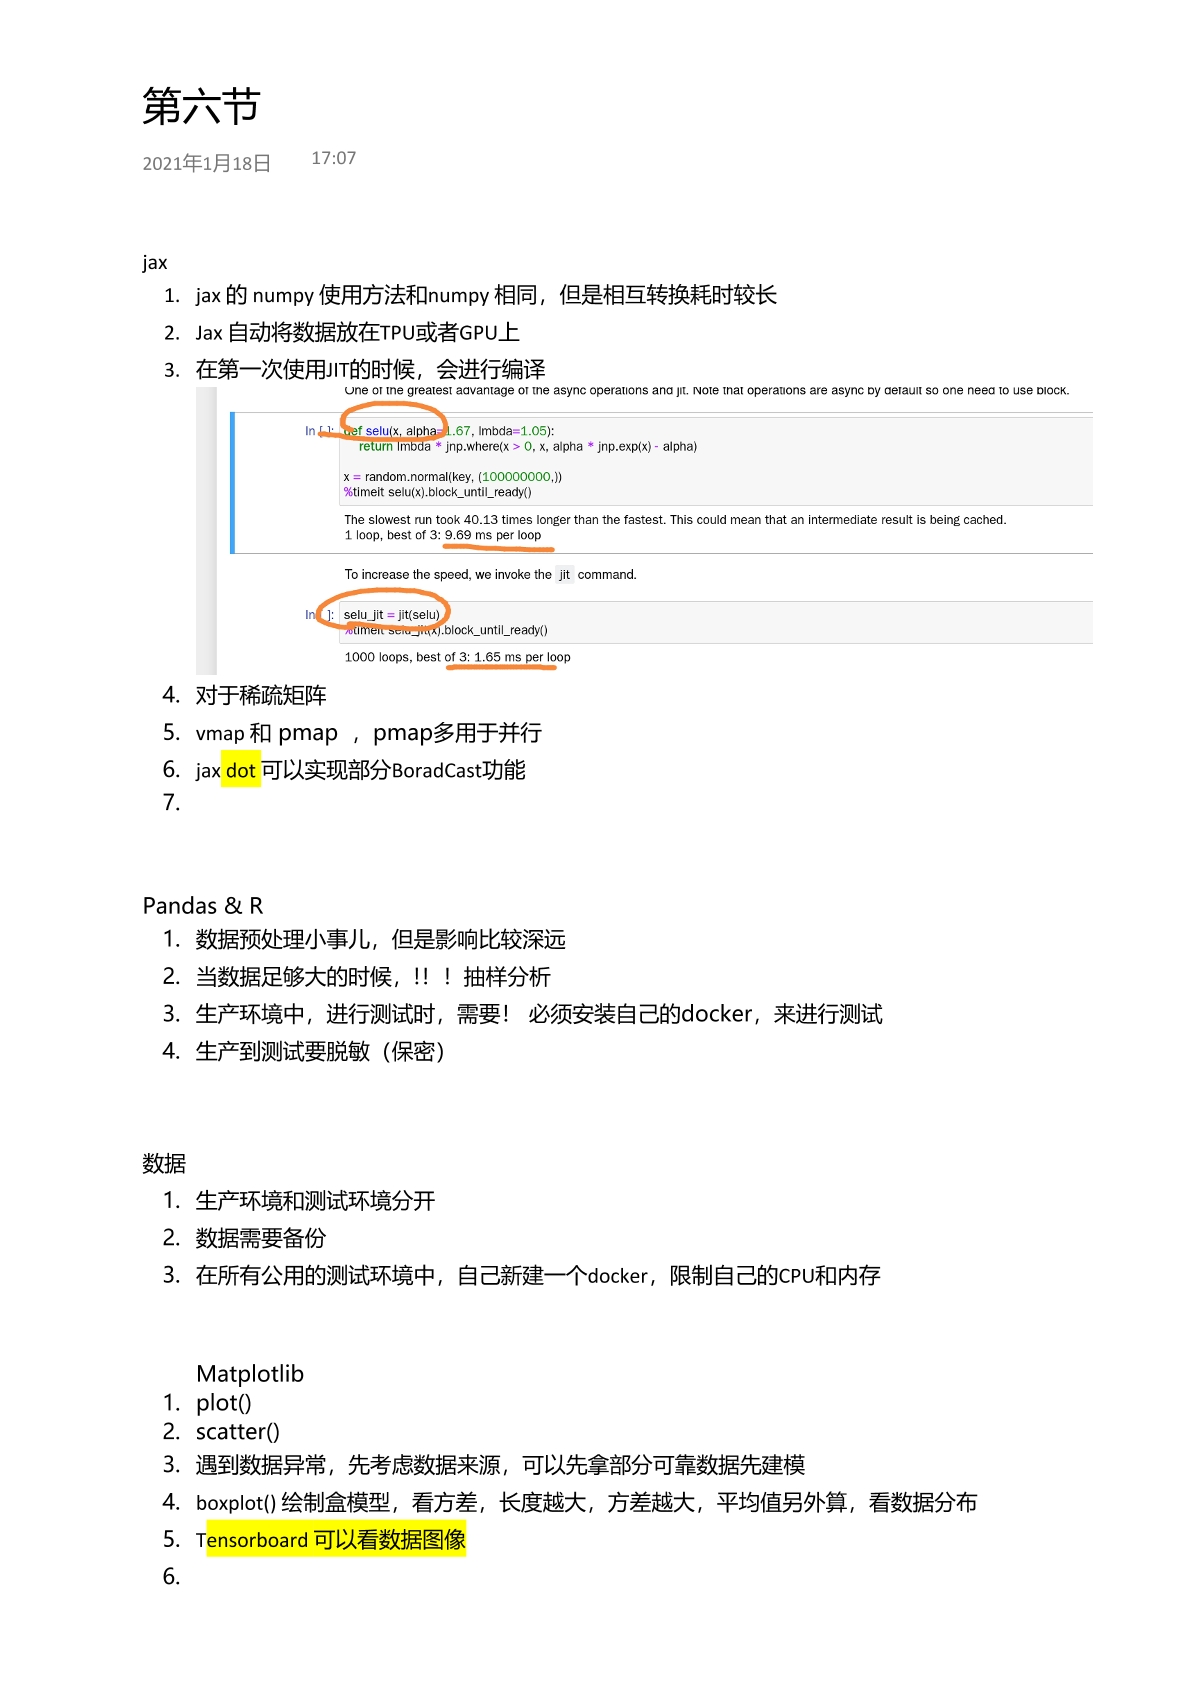 第六节
2021年1月18日 17:07
jax
1. jax 的 numpy 使用方法和numpy 相同，但是相互转换耗时较长
2. Jax 自动将数据放在TPU或者GPU上
3. 在第一次使用JIT的时候，会进行编译
One of the greatest advantage of the async operations and jit. Note that operations are async by default so one need to use block.
In [ ]: def selu(x, alpha=1.67, lmbda=1.05):
return lmbda * jnp.where(x > 0, x, alpha * jnp.exp(x) - alpha)
x = random.normal(key, (100000000,))
%timeit selu(x).block_until_ready()
The slowest run took 40.13 times longer than the fastest. This could mean that an intermediate result is being cached.
1 loop, best of 3: 9.69 ms per loop
To increase the speed, we invoke the jit command.
In [ ]: selu_jit = jit(selu)
%timeit selu_jit(x).block_until_ready()
1000 loops, best of 3: 1.65 ms per loop
4. 对于稀疏矩阵
5. vmap 和 pmap ，pmap多用于并行
6. jax dot 可以实现部分BoradCast功能
7.
Pandas & R
1. 数据预处理小事儿，但是影响比较深远
2. 当数据足够大的时候，!! ！抽样分析
3. 生产环境中，进行测试时，需要！ 必须安装自己的docker，来进行测试
4. 生产到测试要脱敏（保密）
数据
1. 生产环境和测试环境分开
2. 数据需要备份
3. 在所有公用的测试环境中，自己新建一个docker，限制自己的CPU和内存
Matplotlib
1. plot()
2. scatter()
3. 遇到数据异常，先考虑数据来源，可以先拿部分可靠数据先建模
4. boxplot() 绘制盒模型，看方差，长度越大，方差越大，平均值另外算，看数据分布
5. Tensorboard 可以看数据图像
6.